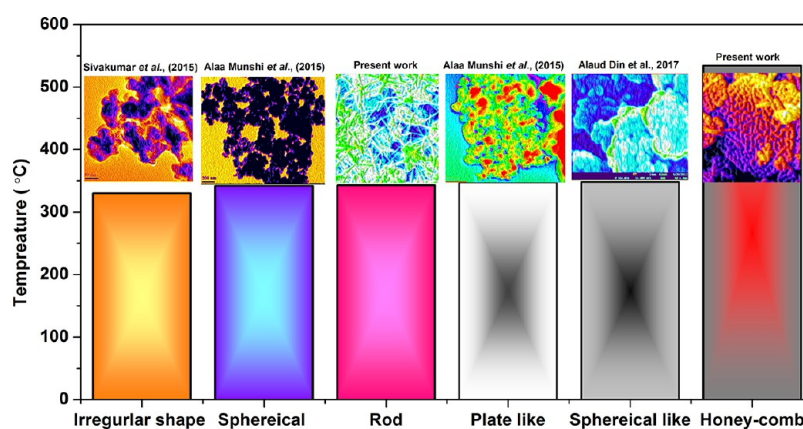 600
500
400
300
200
100
0
Tempreature ( °C)
Sivakumar et al., (2015)
Alaa Munshi et al., (2015)
Present work
Alaa Munshi et al., (2015)
Alaud Din et al., 2017
Present work
Irregurlar shape
Sphereical
Rod
Plate like
Sphereical like
Honey-comb